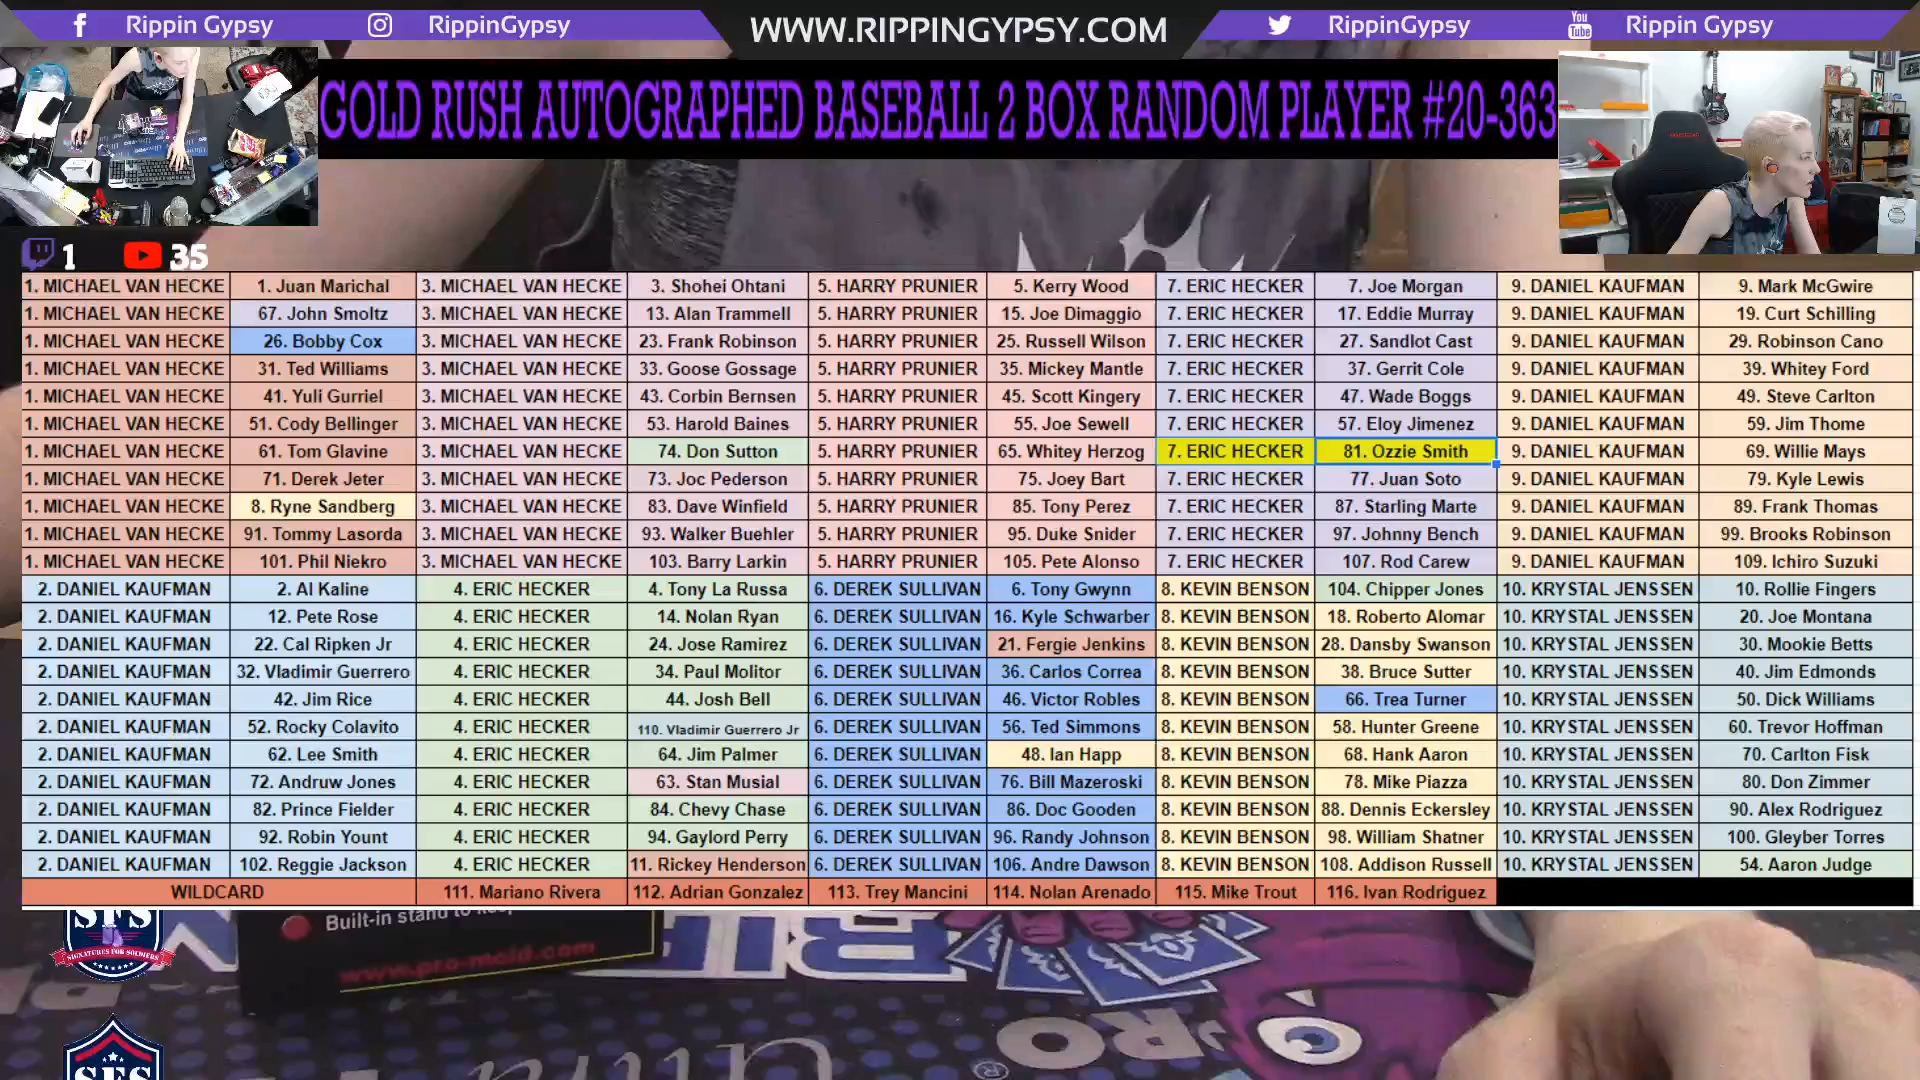 Rippin Gypsy RippinGypsy WWW.RIPPINGYPSY.COM RippinGypsy You Tube Rippin Gypsy
GOLD RUSH AUTOGRAPHED BASEBALL 2 BOX RANDOM PLAYER #20-363
1 35
1. MICHAEL VAN HECKE 1. Juan Marichal 3. MICHAEL VAN HECKE 3. Shohei Ohtani 5. HARRY PRUNIER 5. Kerry Wood 7. ERIC HECKER 7. Joe Morgan 9. DANIEL KAUFMAN 9. Mark McGwire
1. MICHAEL VAN HECKE 67. John Smoltz 3. MICHAEL VAN HECKE 13. Alan Trammell 5. HARRY PRUNIER 15. Joe Dimaggio 7. ERIC HECKER 17. Eddie Murray 9. DANIEL KAUFMAN 19. Curt Schilling
1. MICHAEL VAN HECKE 26. Bobby Cox 3. MICHAEL VAN HECKE 23. Frank Robinson 5. HARRY PRUNIER 25. Russell Wilson 7. ERIC HECKER 27. Sandlot Cast 9. DANIEL KAUFMAN 29. Robinson Cano
1. MICHAEL VAN HECKE 31. Ted Williams 3. MICHAEL VAN HECKE 33. Goose Gossage 5. HARRY PRUNIER 35. Mickey Mantle 7. ERIC HECKER 37. Gerrit Cole 9. DANIEL KAUFMAN 39. Whitey Ford
1. MICHAEL VAN HECKE 41. Yuli Gurriel 3. MICHAEL VAN HECKE 43. Corbin Bernsen 5. HARRY PRUNIER 45. Scott Kingery 7. ERIC HECKER 47. Wade Boggs 9. DANIEL KAUFMAN 49. Steve Carlton
1. MICHAEL VAN HECKE 51. Cody Bellinger 3. MICHAEL VAN HECKE 53. Harold Baines 5. HARRY PRUNIER 55. Joe Sewell 7. ERIC HECKER 57. Eloy Jimenez 9. DANIEL KAUFMAN 59. Jim Thome
1. MICHAEL VAN HECKE 61. Tom Glavine 3. MICHAEL VAN HECKE 74. Don Sutton 5. HARRY PRUNIER 65. Whitey Herzog 7. ERIC HECKER 81. Ozzie Smith 9. DANIEL KAUFMAN 69. Willie Mays
1. MICHAEL VAN HECKE 71. Derek Jeter 3. MICHAEL VAN HECKE 73. Joc Pederson 5. HARRY PRUNIER 75. Joey Bart 7. ERIC HECKER 77. Juan Soto 9. DANIEL KAUFMAN 79. Kyle Lewis
1. MICHAEL VAN HECKE 8. Ryne Sandberg 3. MICHAEL VAN HECKE 83. Dave Winfield 5. HARRY PRUNIER 85. Tony Perez 7. ERIC HECKER 87. Starling Marte 9. DANIEL KAUFMAN 89. Frank Thomas
1. MICHAEL VAN HECKE 91. Tommy Lasorda 3. MICHAEL VAN HECKE 93. Walker Buehler 5. HARRY PRUNIER 95. Duke Snider 7. ERIC HECKER 97. Johnny Bench 9. DANIEL KAUFMAN 99. Brooks Robinson
1. MICHAEL VAN HECKE 101. Phil Niekro 3. MICHAEL VAN HECKE 103. Barry Larkin 5. HARRY PRUNIER 105. Pete Alonso 7. ERIC HECKER 107. Rod Carew 9. DANIEL KAUFMAN 109. Ichiro Suzuki
2. DANIEL KAUFMAN 2. Al Kaline 4. ERIC HECKER 4. Tony La Russa 6. DEREK SULLIVAN 6. Tony Gwynn 8. KEVIN BENSON 104. Chipper Jones 10. KRYSTAL JENSSEN 10. Rollie Fingers
2. DANIEL KAUFMAN 12. Pete Rose 4. ERIC HECKER 14. Nolan Ryan 6. DEREK SULLIVAN 16. Kyle Schwarber 8. KEVIN BENSON 18. Roberto Alomar 10. KRYSTAL JENSSEN 20. Joe Montana
2. DANIEL KAUFMAN 22. Cal Ripken Jr 4. ERIC HECKER 24. Jose Ramirez 6. DEREK SULLIVAN 21. Fergie Jenkins 8. KEVIN BENSON 28. Dansby Swanson 10. KRYSTAL JENSSEN 30. Mookie Betts
2. DANIEL KAUFMAN 32. Vladimir Guerrero 4. ERIC HECKER 34. Paul Molitor 6. DEREK SULLIVAN 36. Carlos Correa 8. KEVIN BENSON 38. Bruce Sutter 10. KRYSTAL JENSSEN 40. Jim Edmonds
2. DANIEL KAUFMAN 42. Jim Rice 4. ERIC HECKER 44. Josh Bell 6. DEREK SULLIVAN 46. Victor Robles 8. KEVIN BENSON 66. Trea Turner 10. KRYSTAL JENSSEN 50. Dick Williams
2. DANIEL KAUFMAN 52. Rocky Colavito 4. ERIC HECKER 110. Vladimir Guerrero Jr 6. DEREK SULLIVAN 56. Ted Simmons 8. KEVIN BENSON 58. Hunter Greene 10. KRYSTAL JENSSEN 60. Trevor Hoffman
2. DANIEL KAUFMAN 62. Lee Smith 4. ERIC HECKER 64. Jim Palmer 6. DEREK SULLIVAN 48. Ian Happ 8. KEVIN BENSON 68. Hank Aaron 10. KRYSTAL JENSSEN 70. Carlton Fisk
2. DANIEL KAUFMAN 72. Andruw Jones 4. ERIC HECKER 63. Stan Musial 6. DEREK SULLIVAN 76. Bill Mazeroski 8. KEVIN BENSON 78. Mike Piazza 10. KRYSTAL JENSSEN 80. Don Zimmer
2. DANIEL KAUFMAN 82. Prince Fielder 4. ERIC HECKER 84. Chevy Chase 6. DEREK SULLIVAN 86. Doc Gooden 8. KEVIN BENSON 88. Dennis Eckersley 10. KRYSTAL JENSSEN 90. Alex Rodriguez
2. DANIEL KAUFMAN 92. Robin Yount 4. ERIC HECKER 94. Gaylord Perry 6. DEREK SULLIVAN 96. Randy Johnson 8. KEVIN BENSON 98. William Shatner 10. KRYSTAL JENSSEN 100. Gleyber Torres
2. DANIEL KAUFMAN 102. Reggie Jackson 4. ERIC HECKER 11. Rickey Henderson 6. DEREK SULLIVAN 106. Andre Dawson 8. KEVIN BENSON 108. Addison Russell 10. KRYSTAL JENSSEN 54. Aaron Judge
WILDCARD 111. Mariano Rivera 112. Adrian Gonzalez 113. Trey Mancini 114. Nolan Arenado 115. Mike Trout 116. Ivan Rodriguez
SFS
SIGNATURES FOR SOLDIERS
Built-in stand to
www.pro-mold.com
SFS